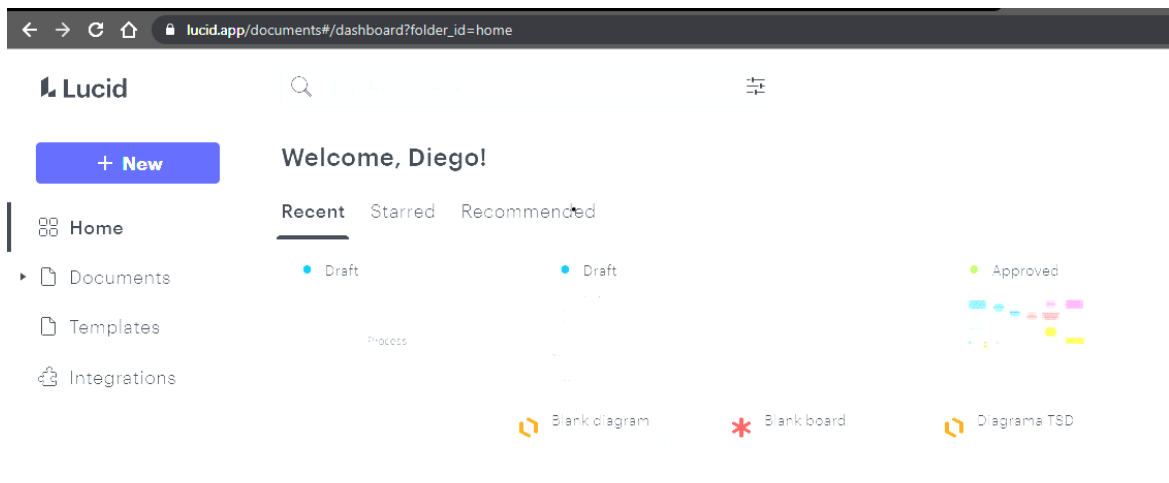 lucid.app/documents#/dashboard?folder_id=home
Lucid
+ New
Welcome, Diego!
Recent Starred Recommended
Home
Documents
Templates
Integrations
Draft Draft Approved
Process
Blank diagram Blank board Diagrama TSD